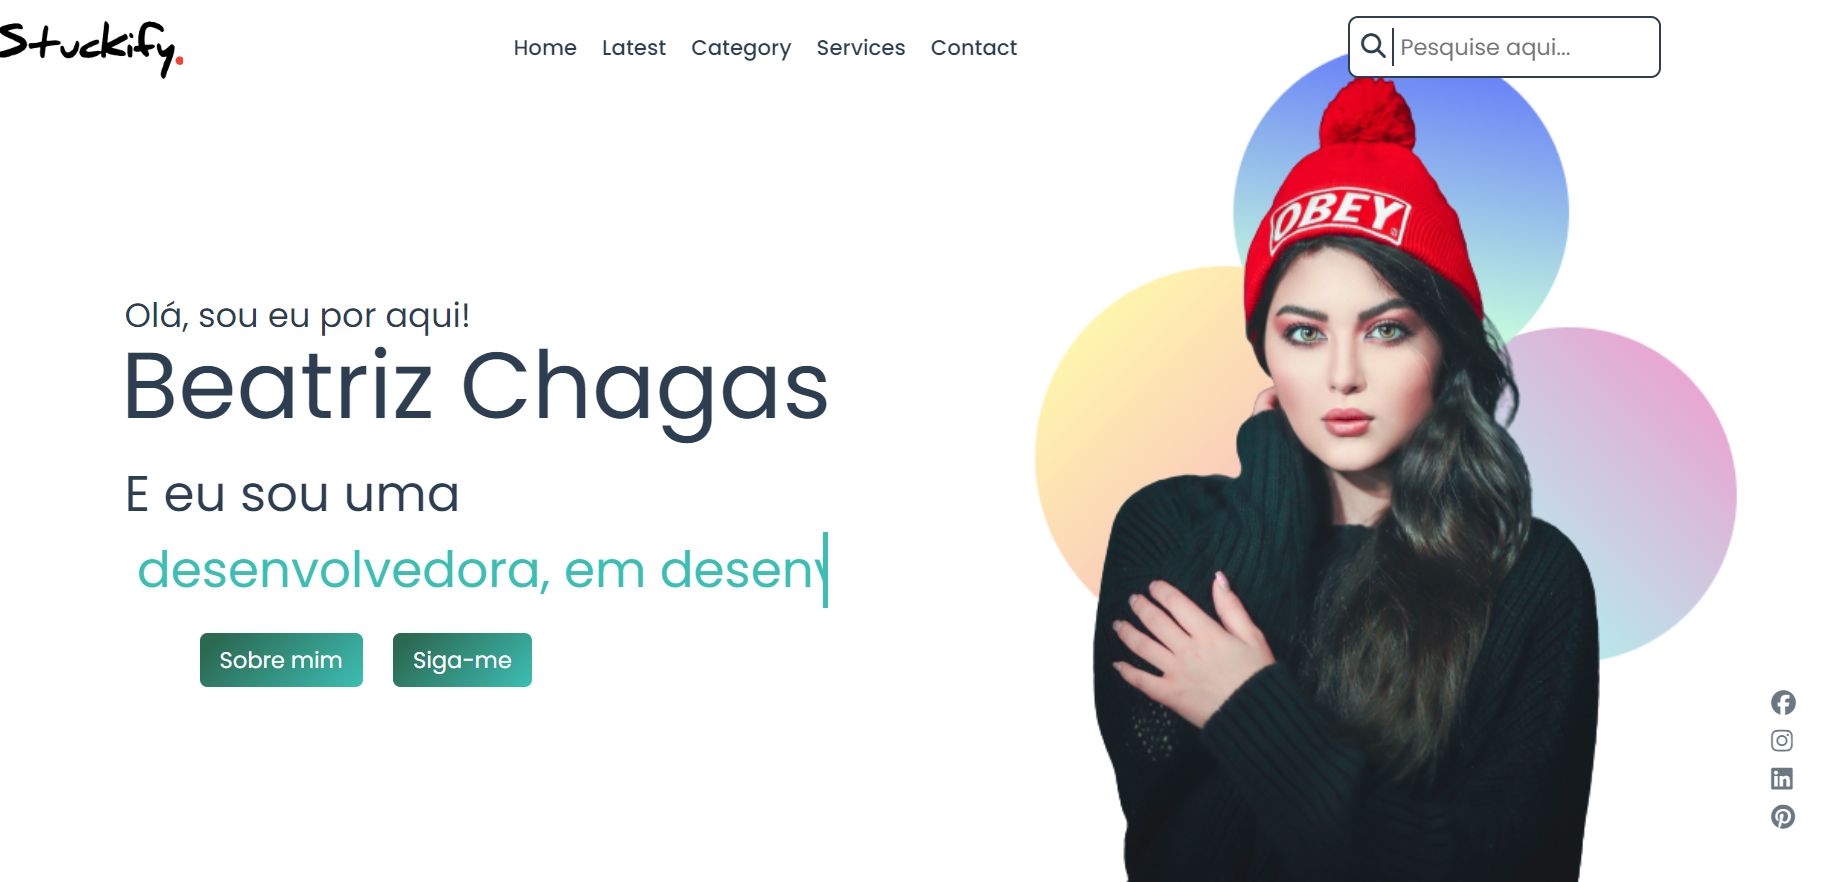 Stuckify.
Home Latest Category Services Contact
Pesquise aqui...
OBEY
Olá, sou eu por aqui!
Beatriz Chagas
E eu sou uma
desenvolvedora, em desenv
Sobre mim Siga-me